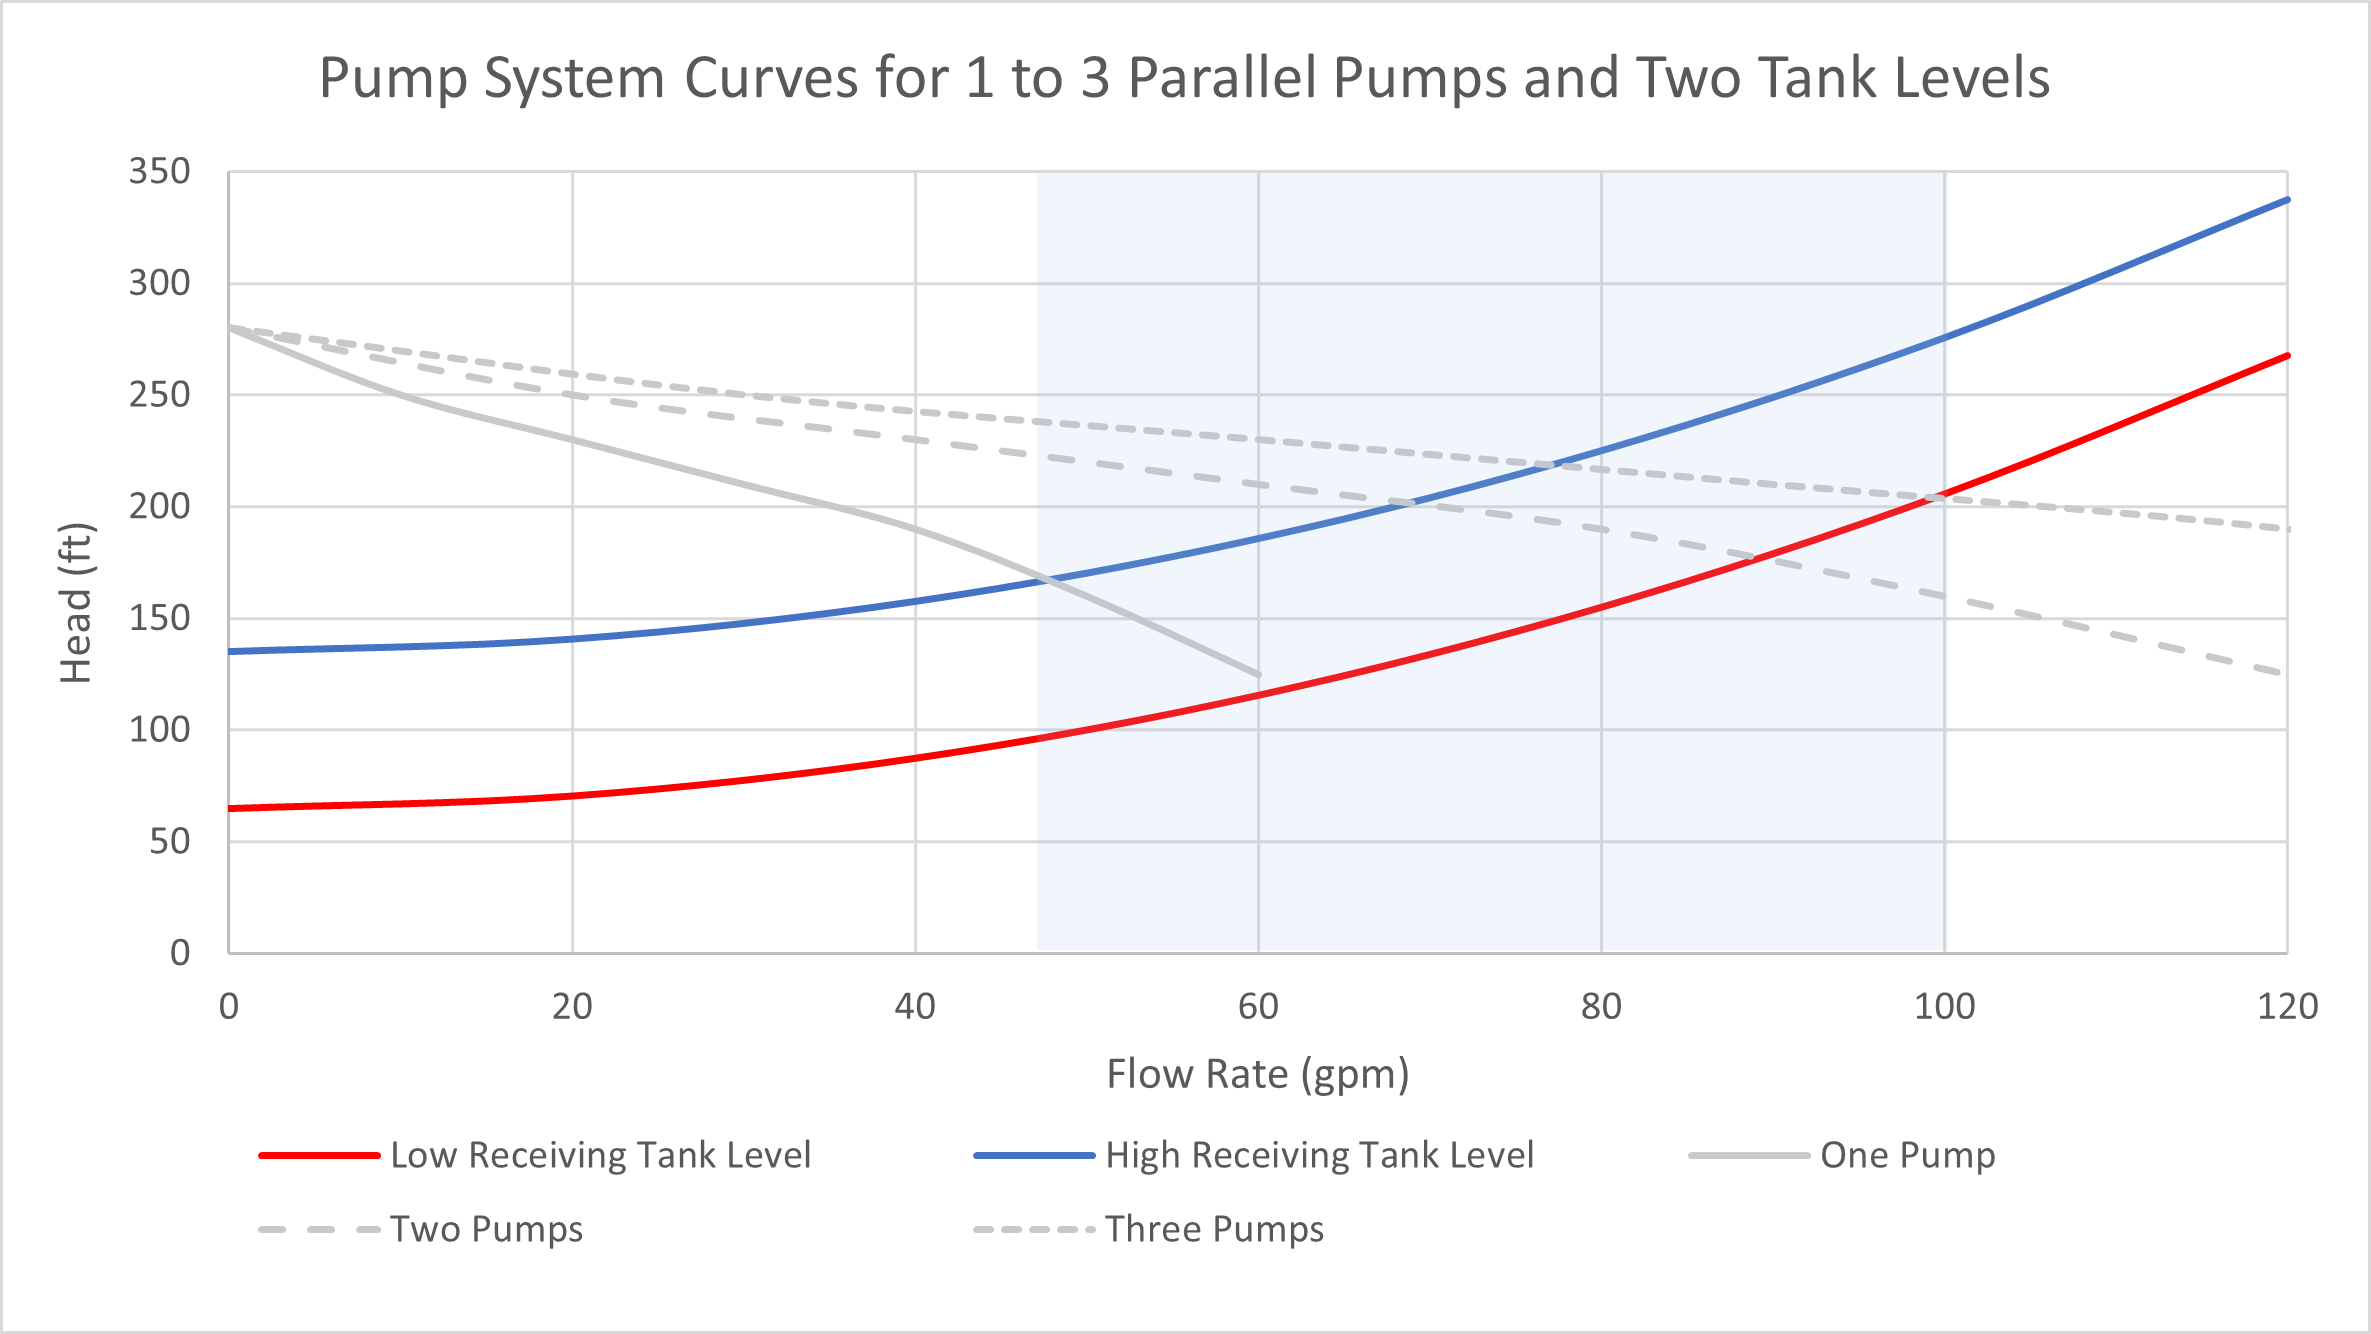 Pump System Curves for 1 to 3 Parallel Pumps and Two Tank Levels
350
300
250
200
150
100
50
0
Head (ft)
0 20 40 60 80 100 120
Flow Rate (gpm)
Low Receiving Tank Level High Receiving Tank Level One Pump
Two Pumps Three Pumps